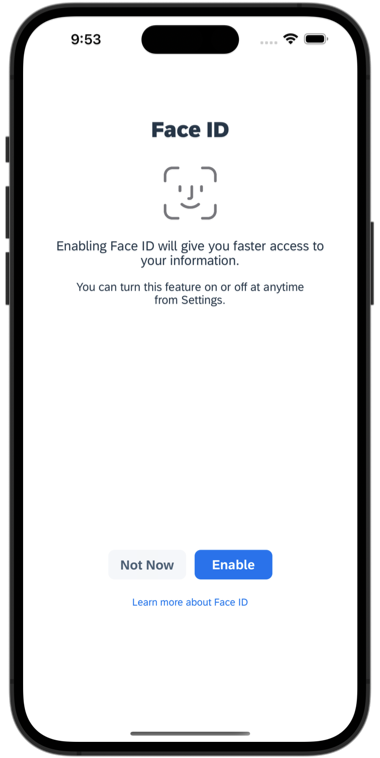 9:53
Face ID
Enabling Face ID will give you faster access to
your information.
You can turn this feature on or off at anytime
from Settings.
Not Now
Enable
Learn more about Face ID